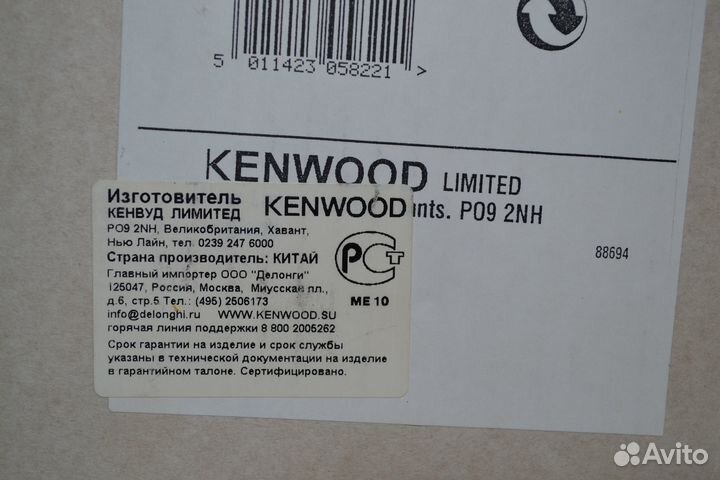 5 011423 058221 >
KENWOOD LIMITED
nts. PO9 2NH
88694
Изготовитель
КЕНВУД ЛИМИТЕД KENWOOD
PO9 2NH, Великобритания, Хавант,
Нью Лайн, тел. 0239 247 6000
Страна производитель: КИТАЙ
Главный импортер ООО "Делонги"
125047, Россия, Москва, Миусская пл.,
д.6, стр.5 Тел.: (495) 2506173
info@delonghi.ru WWW.KENWOOD.SU
горячая линия поддержки 8 800 2005262
РСТ
ME 10
Срок гарантии на изделие и срок службы
указаны в технической документации на изделие
в гарантийном талоне. Сертифицировано.
Avito